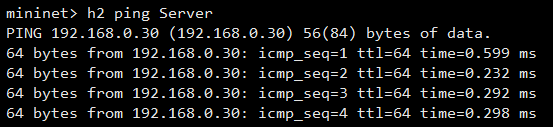 mininet> h2 ping Server
PING 192.168.0.30 (192.168.0.30) 56(84) bytes of data.
64 bytes from 192.168.0.30: icmp_seq=1 ttl=64 time=0.599 ms
64 bytes from 192.168.0.30: icmp_seq=2 ttl=64 time=0.232 ms
64 bytes from 192.168.0.30: icmp_seq=3 ttl=64 time=0.292 ms
64 bytes from 192.168.0.30: icmp_seq=4 ttl=64 time=0.298 ms